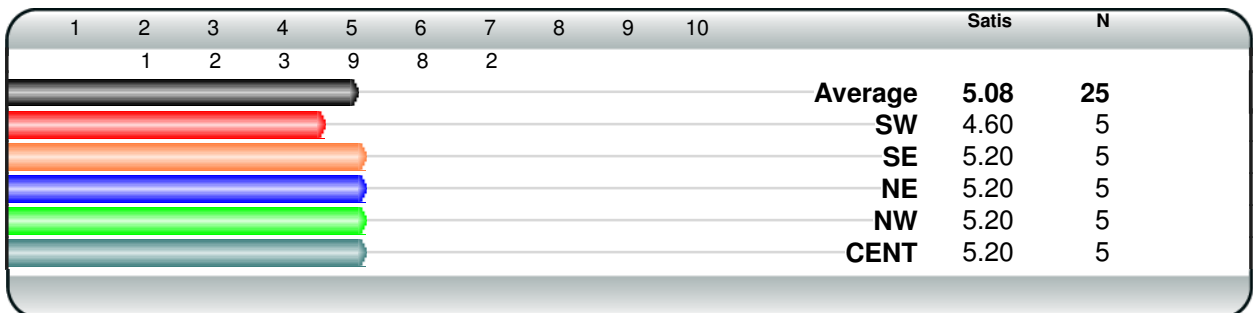 1 2 3 4 5 6 7 8 9 10 Satis N
1 2 3 9 8 2
Average 5.08 25
SW 4.60 5
SE 5.20 5
NE 5.20 5
NW 5.20 5
CENT 5.20 5